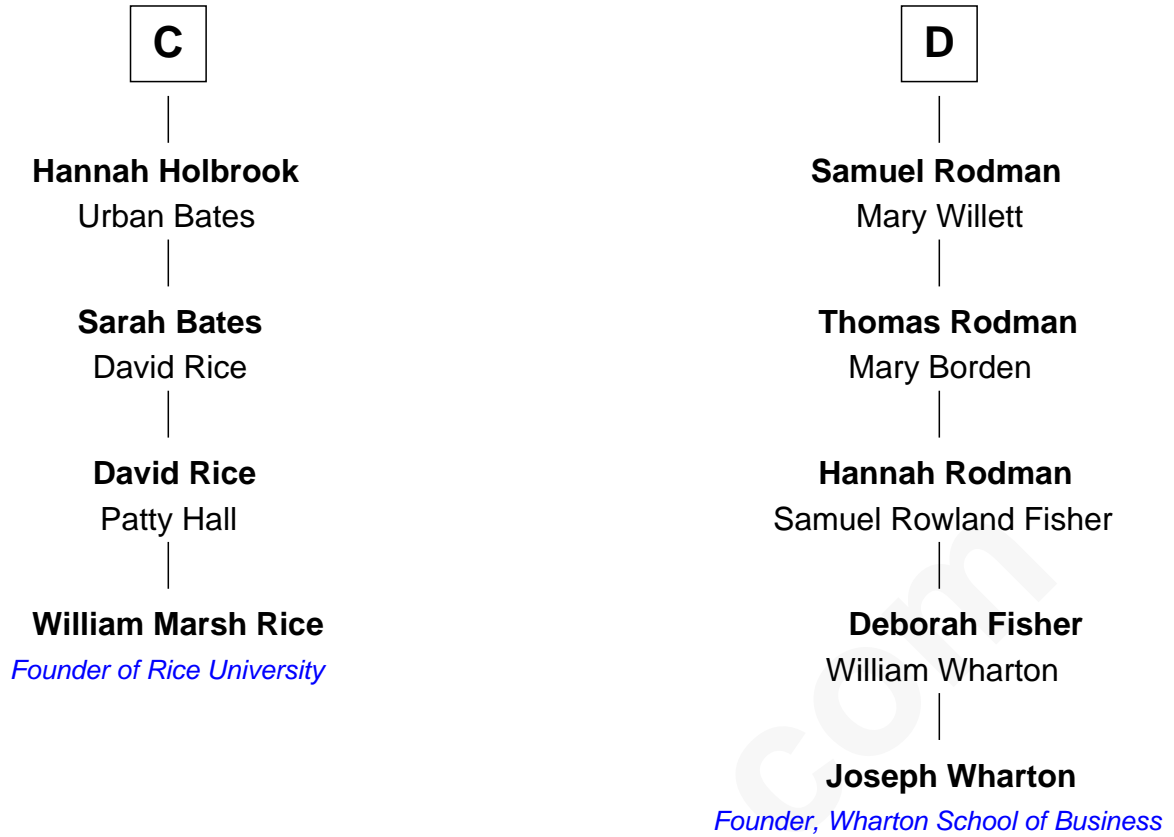 C
Hannah Holbrook
Urban Bates
Sarah Bates
David Rice
David Rice
Patty Hall
William Marsh Rice
Founder of Rice University
D
Samuel Rodman
Mary Willett
Thomas Rodman
Mary Borden
Hannah Rodman
Samuel Rowland Fisher
Deborah Fisher
William Wharton
Joseph Wharton
Founder, Wharton School of Business
com